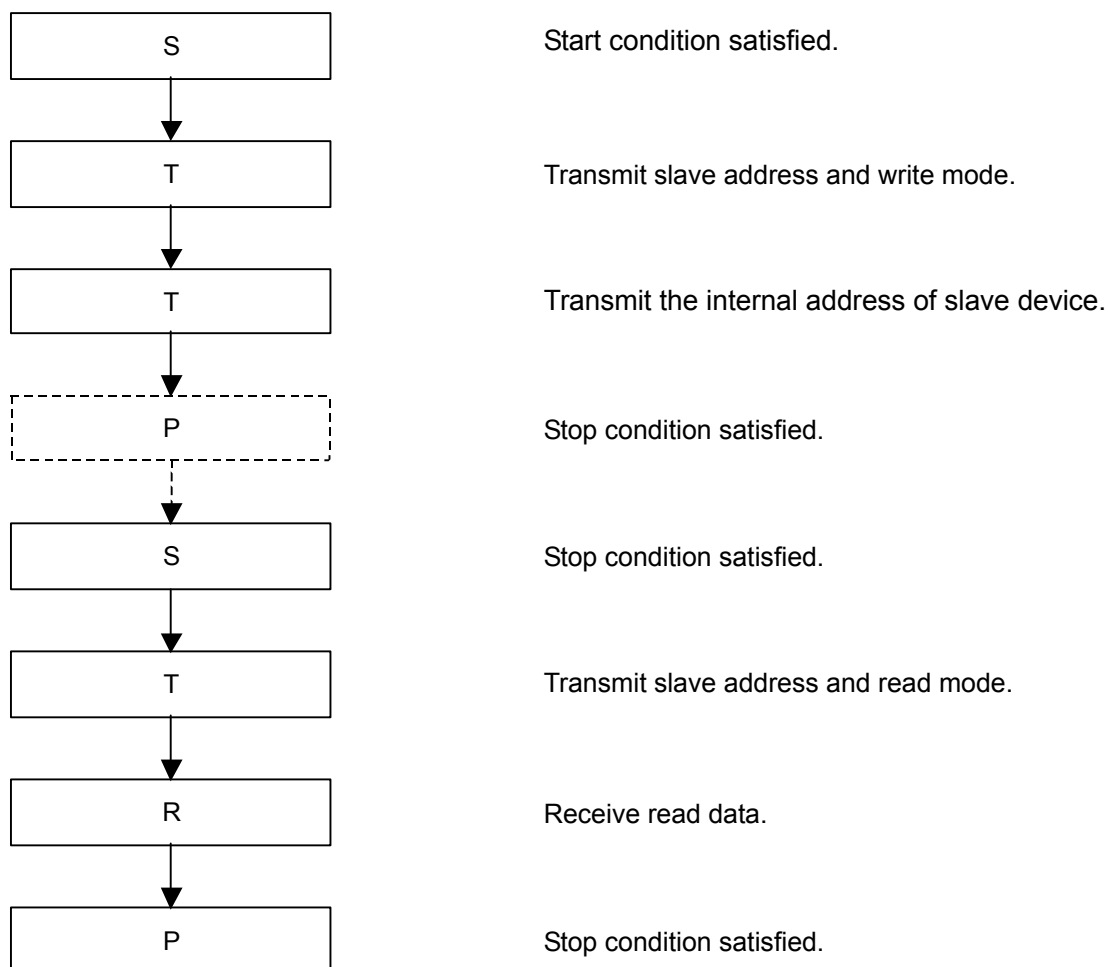 S Start condition satisfied.
T Transmit slave address and write mode.
T Transmit the internal address of slave device.
P Stop condition satisfied.
S Stop condition satisfied.
T Transmit slave address and read mode.
R Receive read data.
P Stop condition satisfied.